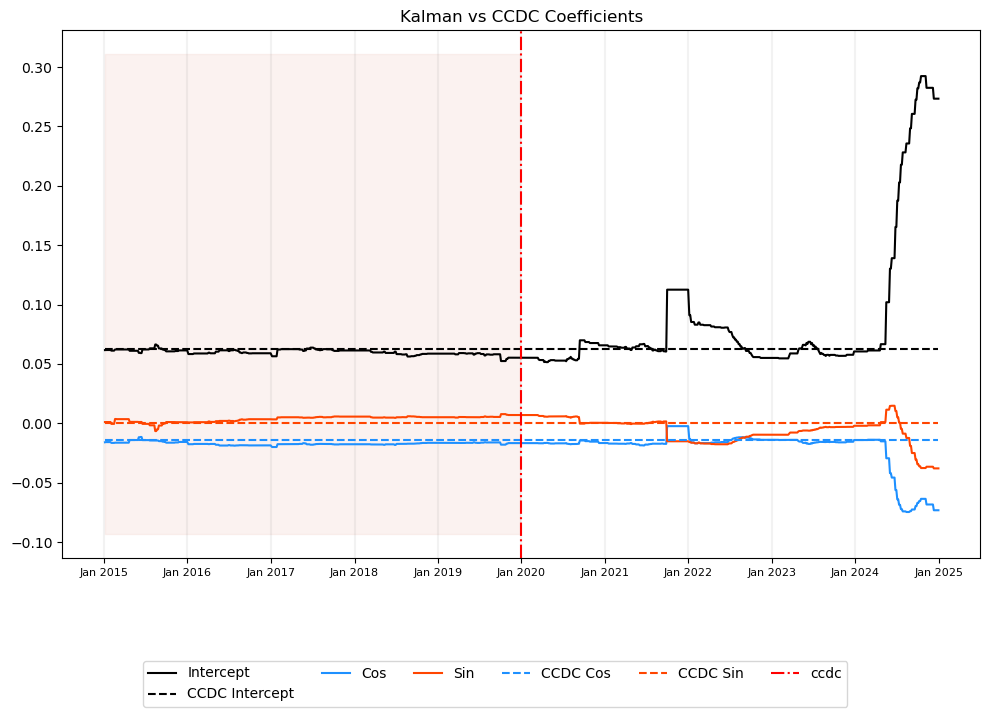 Kalman vs CCDC Coefficients
0.30
0.25
0.20
0.15
0.10
0.05
0.00
−0.05
−0.10
Jan 2015 Jan 2016 Jan 2017 Jan 2018 Jan 2019 Jan 2020 Jan 2021 Jan 2022 Jan 2023 Jan 2024 Jan 2025
Intercept Cos Sin CCDC Cos CCDC Sin ccdc
CCDC Intercept